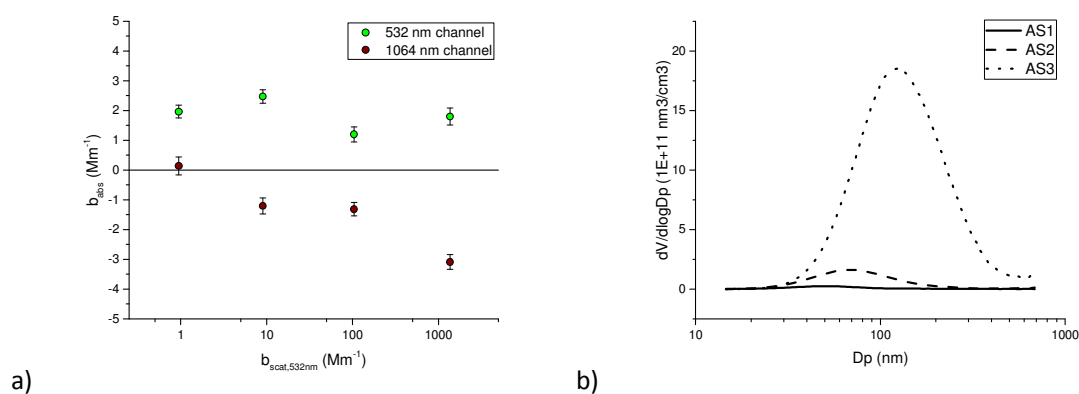 5
4
3
2
1
0
-1
-2
-3
-4
-5
b_abs (Mm⁻¹)
532 nm channel
1064 nm channel
1
10
100
1000
b_scat,532nm (Mm⁻¹)
a)
20
15
10
5
0
dV/dlogDp (1E+11 nm3/cm3)
AS1
AS2
AS3
10
100
1000
Dp (nm)
b)